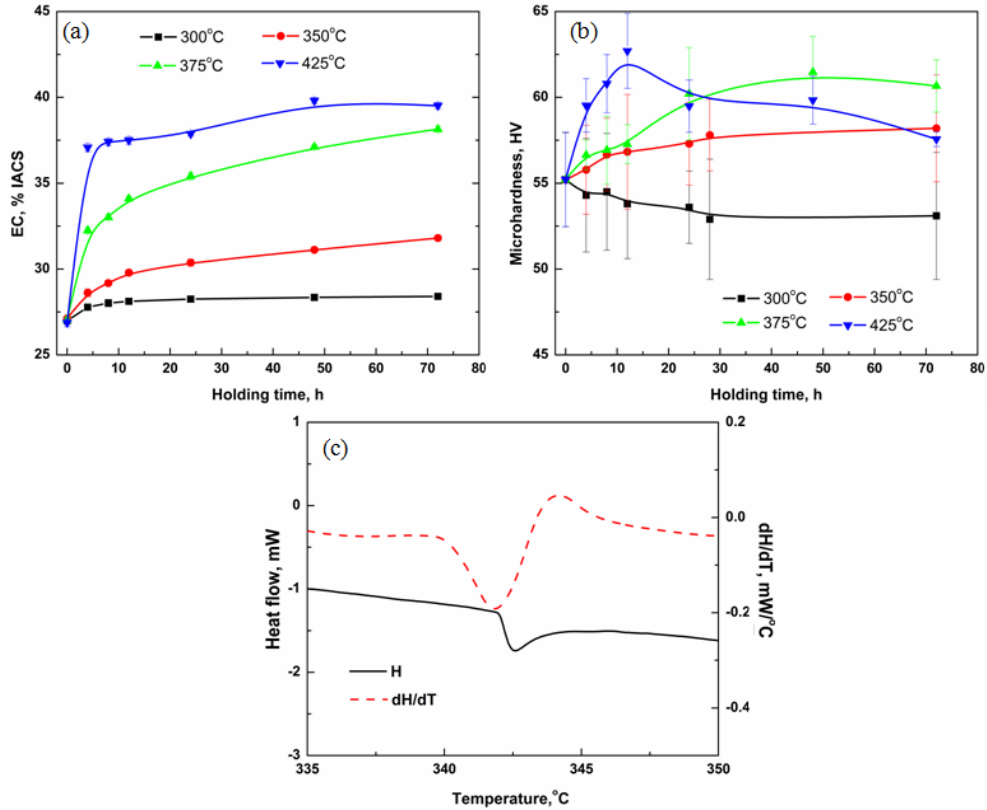 (a)
300°C
350°C
375°C
425°C
45
40
35
30
25
EC, % IACS
0 10 20 30 40 50 60 70 80
Holding time, h
(b)
65
60
55
50
45
Microhardness, HV
300°C
350°C
375°C
425°C
0 10 20 30 40 50 60 70 80
Holding time, h
(c)
1
0
-1
-2
-3
Heat flow, mW
0.2
0.0
-0.2
-0.4
dH/dT, mW/°C
H
dH/dT
335 340 345 350
Temperature,°C